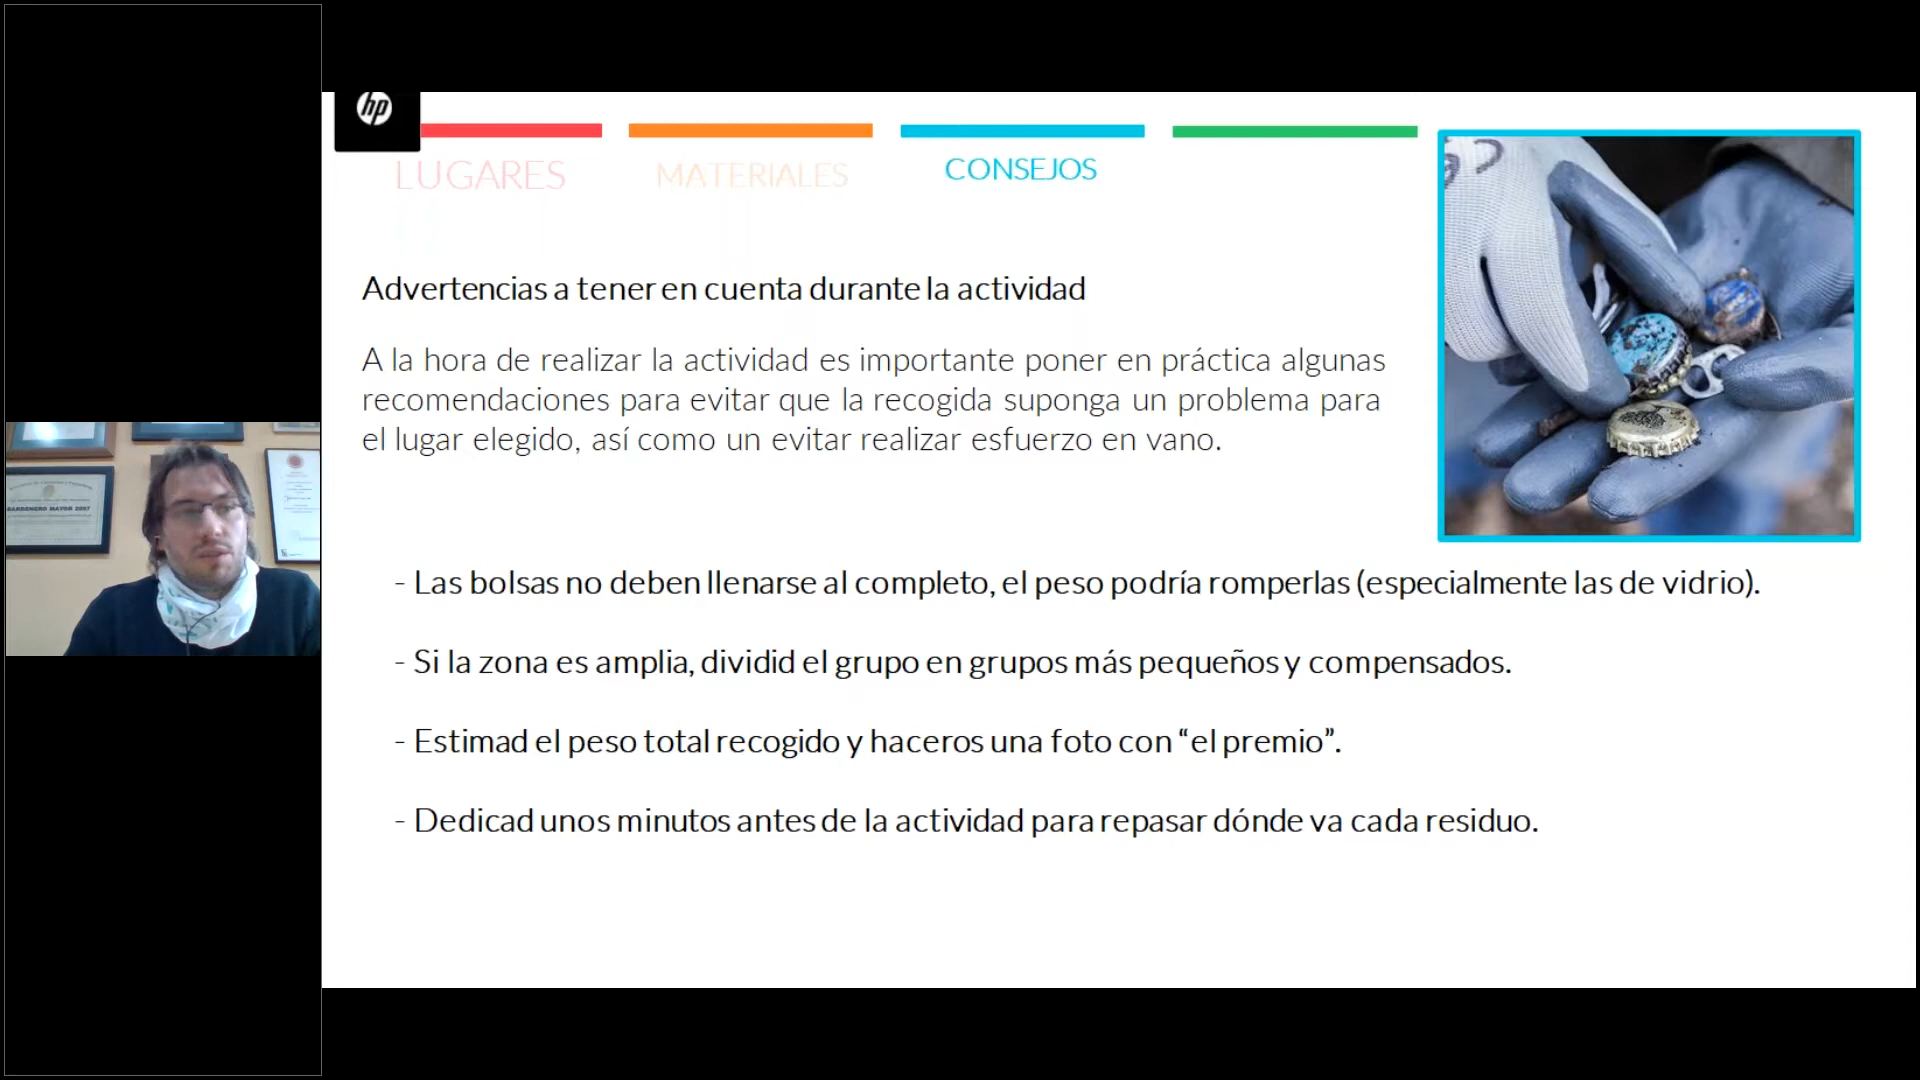 hp
LUGARES
MATERIALES
CONSEJOS
Advertencias a tener en cuenta durante la actividad
A la hora de realizar la actividad es importante poner en práctica algunas
recomendaciones para evitar que la recogida suponga un problema para
el lugar elegido, así como un evitar realizar esfuerzo en vano.
- Las bolsas no deben llenarse al completo, el peso podría romperlas (especialmente las de vidrio).
- Si la zona es amplia, dividid el grupo en grupos más pequeños y compensados.
- Estimad el peso total recogido y haceros una foto con “el premio”.
- Dedicad unos minutos antes de la actividad para repasar dónde va cada residuo.
BARDENERO MAYOR 2007